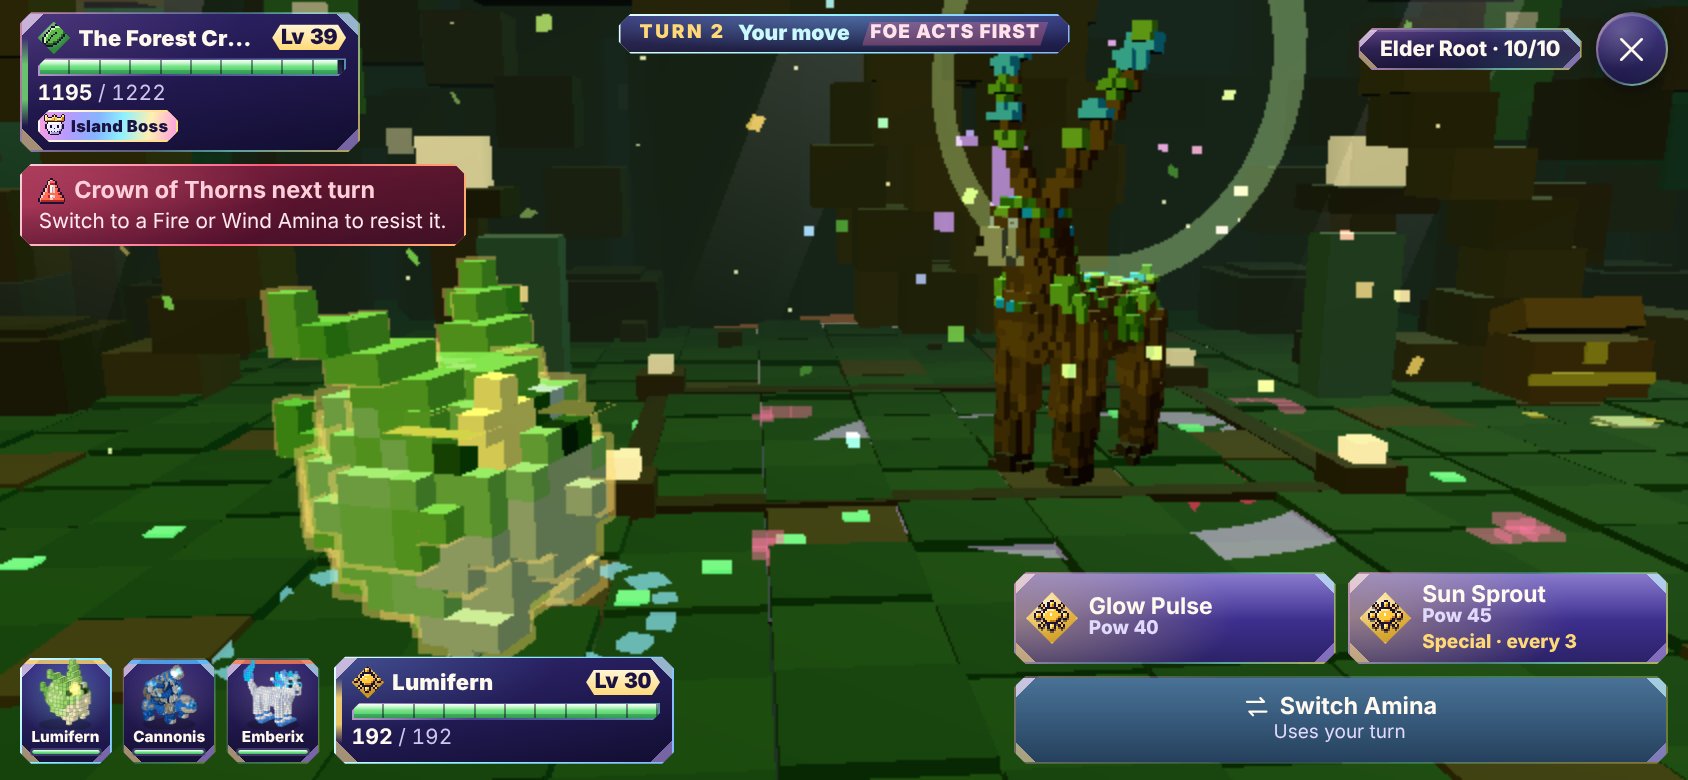 The Forest Cr...
Lv 39
1195 / 1222
Island Boss
TURN 2 Your move FOE ACTS FIRST
Elder Root · 10/10
Crown of Thorns next turn
Switch to a Fire or Wind Amina to resist it.
Glow Pulse
Pow 40
Sun Sprout
Pow 45
Special · every 3
Switch Amina
Uses your turn
Lumifern
Cannonis
Emberix
Lumifern
Lv 30
192 / 192